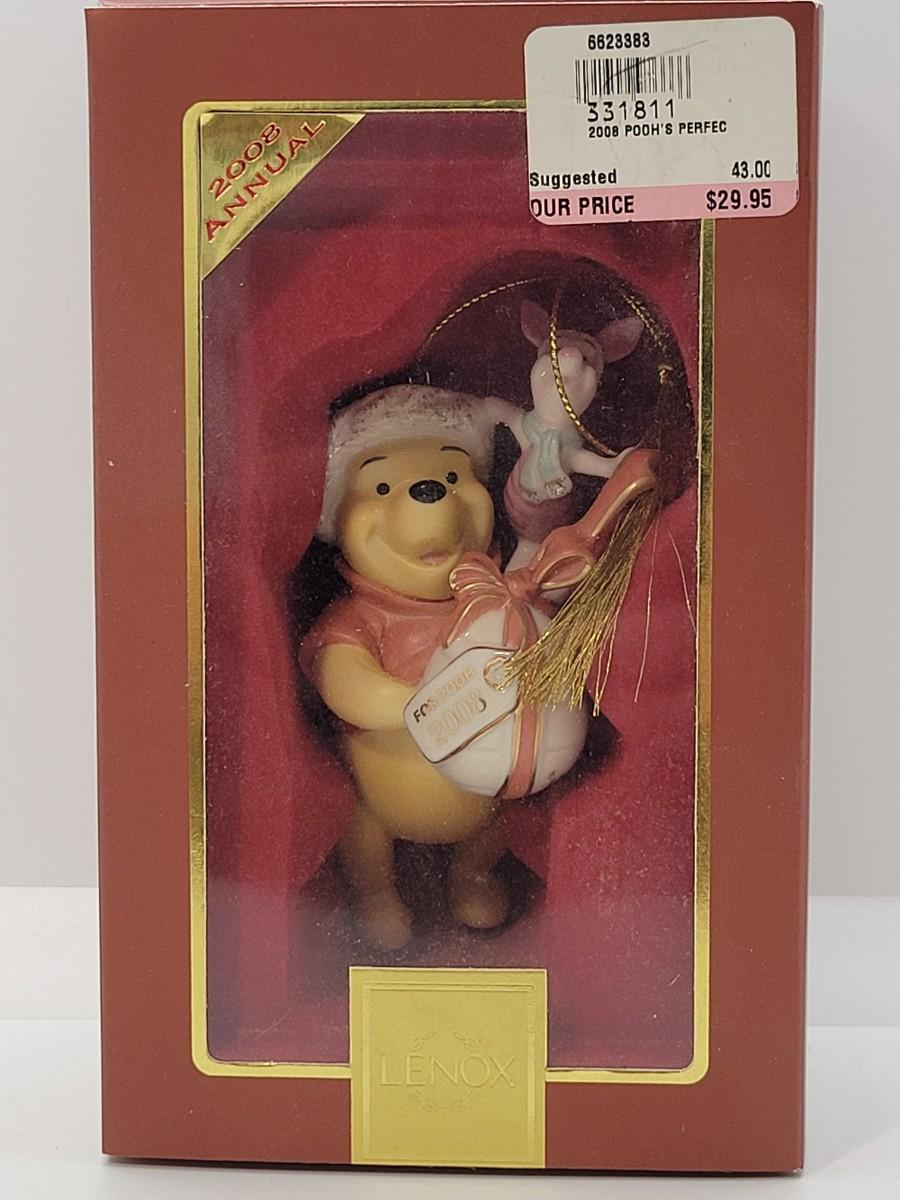 6623383
331811
2008 POOH'S PERFEC
Suggested 43.00
OUR PRICE $29.95
2008
ANNUAL
FOR POOH
2008
LENOX